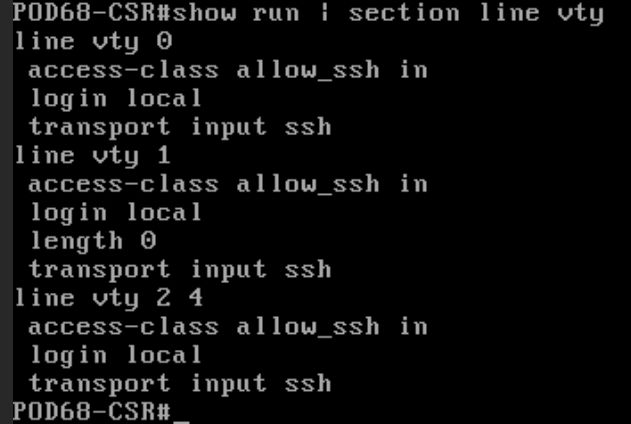 POD68-CSR#show run | section line vty
line vty 0
 access-class allow_ssh in
 login local
 transport input ssh
line vty 1
 access-class allow_ssh in
 login local
 length 0
 transport input ssh
line vty 2 4
 access-class allow_ssh in
 login local
 transport input ssh
POD68-CSR#_